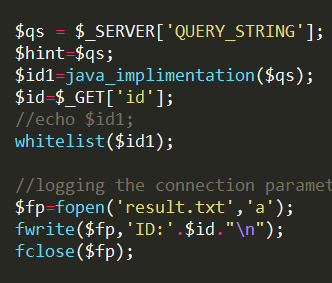 $qs = $_SERVER['QUERY_STRING'];
$hint=$qs;
$id1=java_implimentation($qs);
$id=$_GET['id'];
//echo $id1;
whitelist($id1);
//logging the connection paramet
$fp=fopen('result.txt','a');
fwrite($fp,'ID:'.$id."\n");
fclose($fp);